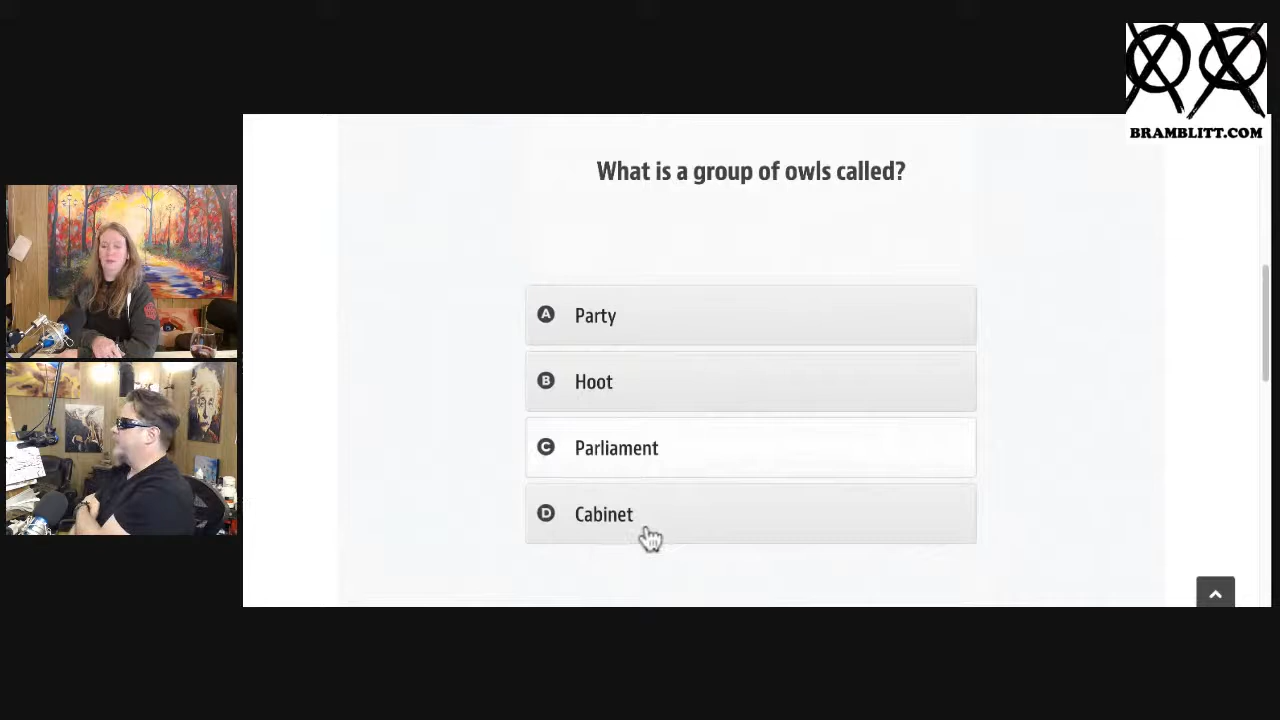 BRAMBLITT.COM
What is a group of owls called?
A Party
B Hoot
C Parliament
D Cabinet